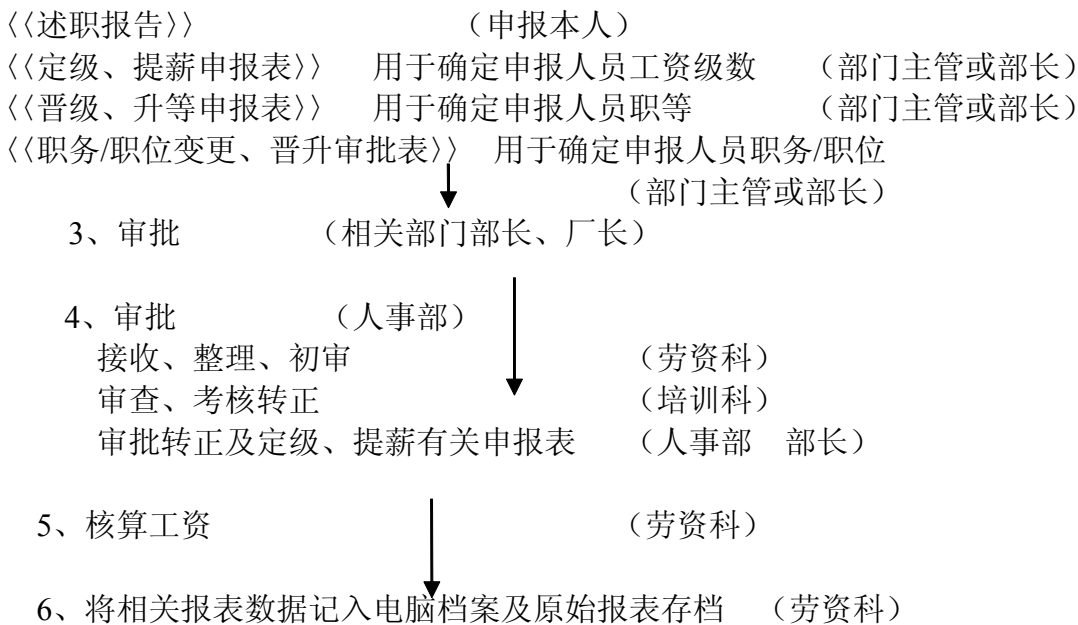 〈〈述职报告〉〉 （申报本人）
〈〈定级、提薪申报表〉〉 用于确定申报人员工资级数 （部门主管或部长）
〈〈晋级、升等申报表〉〉 用于确定申报人员职等 （部门主管或部长）
〈〈职务/职位变更、晋升审批表〉〉 用于确定申报人员职务/职位
（部门主管或部长）
3、审批 （相关部门部长、厂长）
4、审批 （人事部）
接收、整理、初审 （劳资科）
审查、考核转正 （培训科）
审批转正及定级、提薪有关申报表 （人事部 部长）
5、核算工资 （劳资科）
6、将相关报表数据记入电脑档案及原始报表存档 （劳资科）